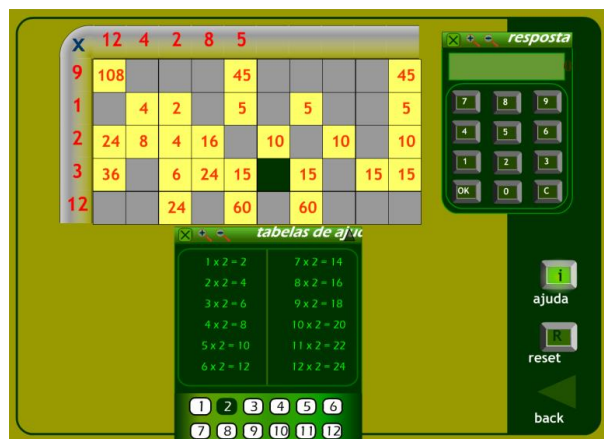 x 12 4 2 8 5
9 108 45 45
1 4 2 5 5 5
2 24 8 4 16 10 10 10
3 36 6 24 15 15 15 15
12 24 60 60
resposta
7 8 9
4 5 6
1 2 3
OK 0 C
tabelas de aju
1 x 2 = 2 7 x 2 = 14
2 x 2 = 4 8 x 2 = 16
3 x 2 = 6 9 x 2 = 18
4 x 2 = 8 10 x 2 = 20
5 x 2 = 10 11 x 2 = 22
6 x 2 = 12 12 x 2 = 24
1 2 3 4 5 6
7 8 9 10 11 12
i
ajuda
R
reset
back